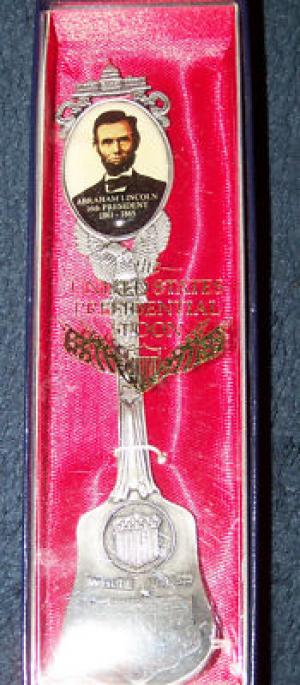 ABRAHAM LINCOLN
16th PRESIDENT
1861 - 1865
UNITED STATES
PRESIDENTIAL
SPOON
WHITE HOUSE